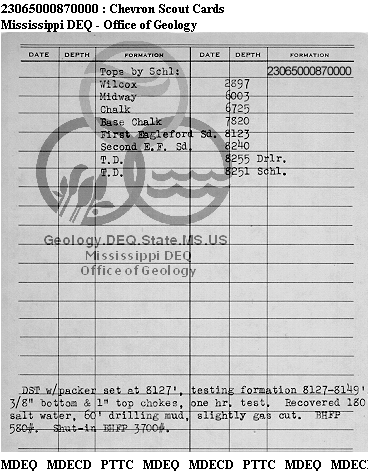 23065000870000 : Chevron Scout Cards
Mississippi DEQ - Office of Geology
DATE DEPTH FORMATION DATE DEPTH FORMATION
Tops by Schl: 23065000870000
Wilcox 2897
Midway 6003
Chalk 6725
Base Chalk 7820
First Eagleford Sd. 8123
Second E.F. Sd. 8240
T.D. 8255 Drlr.
T.D. 8251 Schl.
Geology.DEQ.State.MS.US
Mississippi DEQ
Office of Geology
DST w/packer set at 8127', testing formation 8127-8149'
3/8" bottom & 1" top chokes, one hr. test. Recovered 180
salt water, 60' drilling mud, slightly gas cut. BHFP
580#. Shut-in BHFP 3700#.
MDEQ MDECD PTTC MDEQ MDECD PTTC MDEQ MDEC